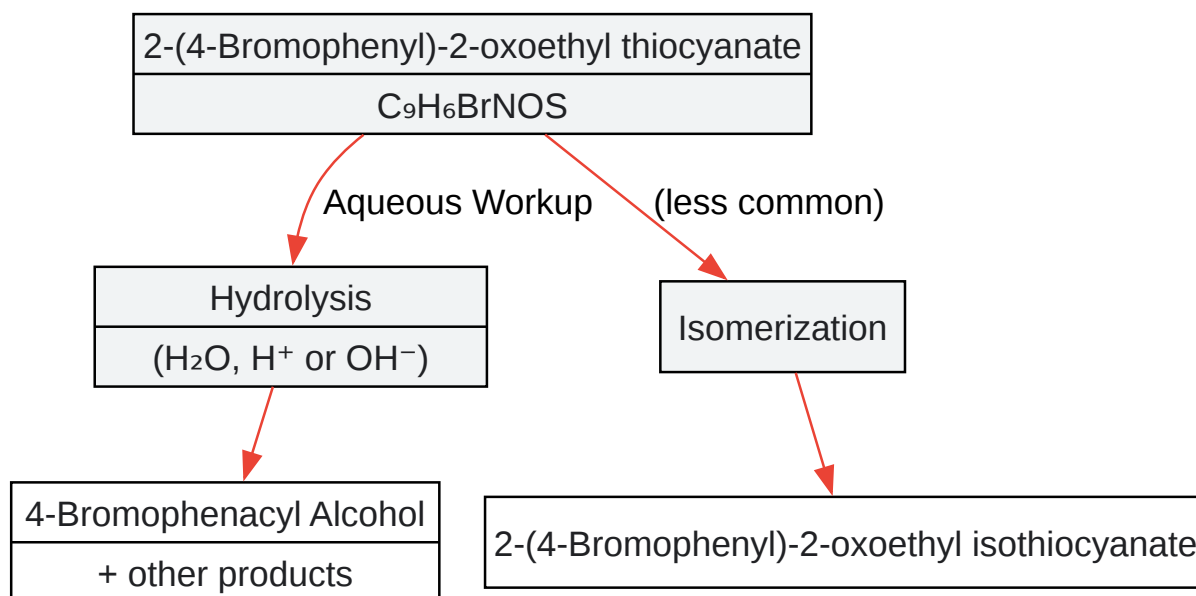 2-(4-Bromophenyl)-2-oxoethyl thiocyanate
C₉H₆BrNOS
Aqueous Workup
(less common)
Hydrolysis
(H₂O, H⁺ or OH⁻)
Isomerization
4-Bromophenacyl Alcohol
+ other products
2-(4-Bromophenyl)-2-oxoethyl isothiocyanate